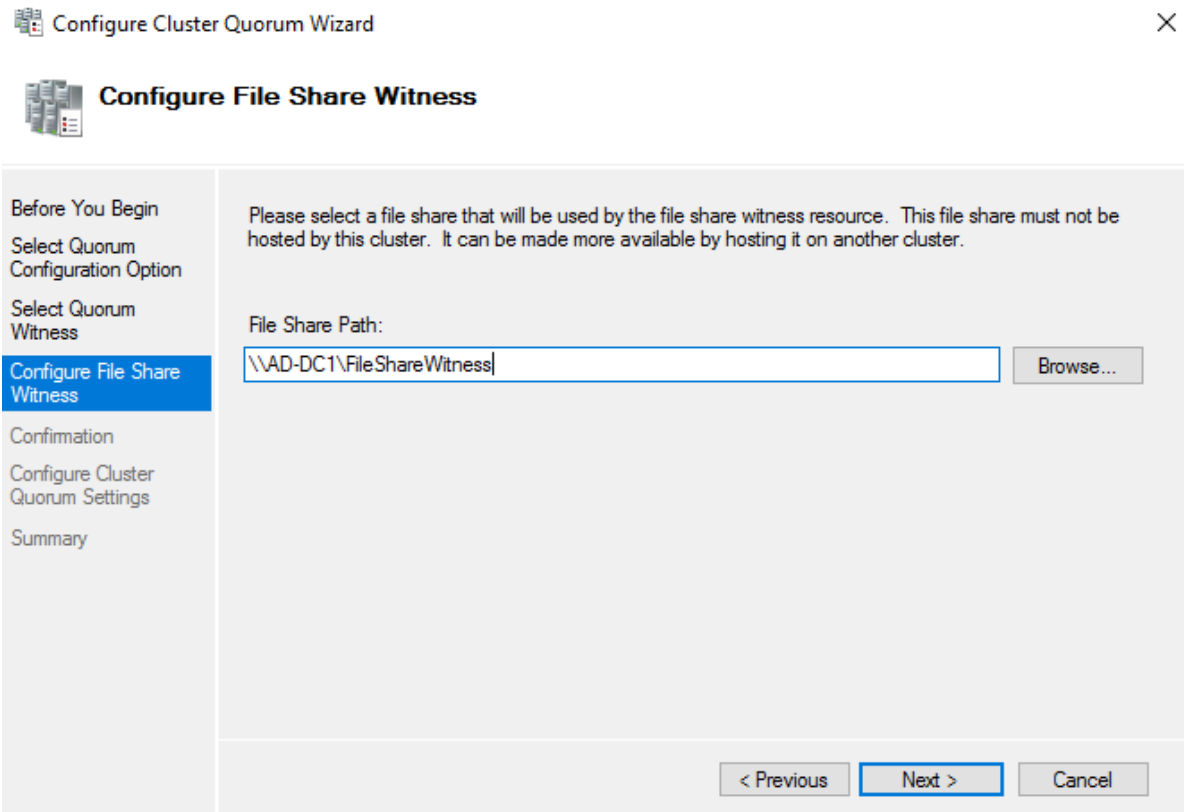 Configure Cluster Quorum Wizard
Configure File Share Witness
Before You Begin
Select Quorum
Configuration Option
Select Quorum
Witness
Configure File Share
Witness
Confirmation
Configure Cluster
Quorum Settings
Summary
Please select a file share that will be used by the file share witness resource.  This file share must not be
hosted by this cluster.  It can be made more available by hosting it on another cluster.
File Share Path:
\\AD-DC1\FileShareWitness
Browse...
< Previous
Next >
Cancel